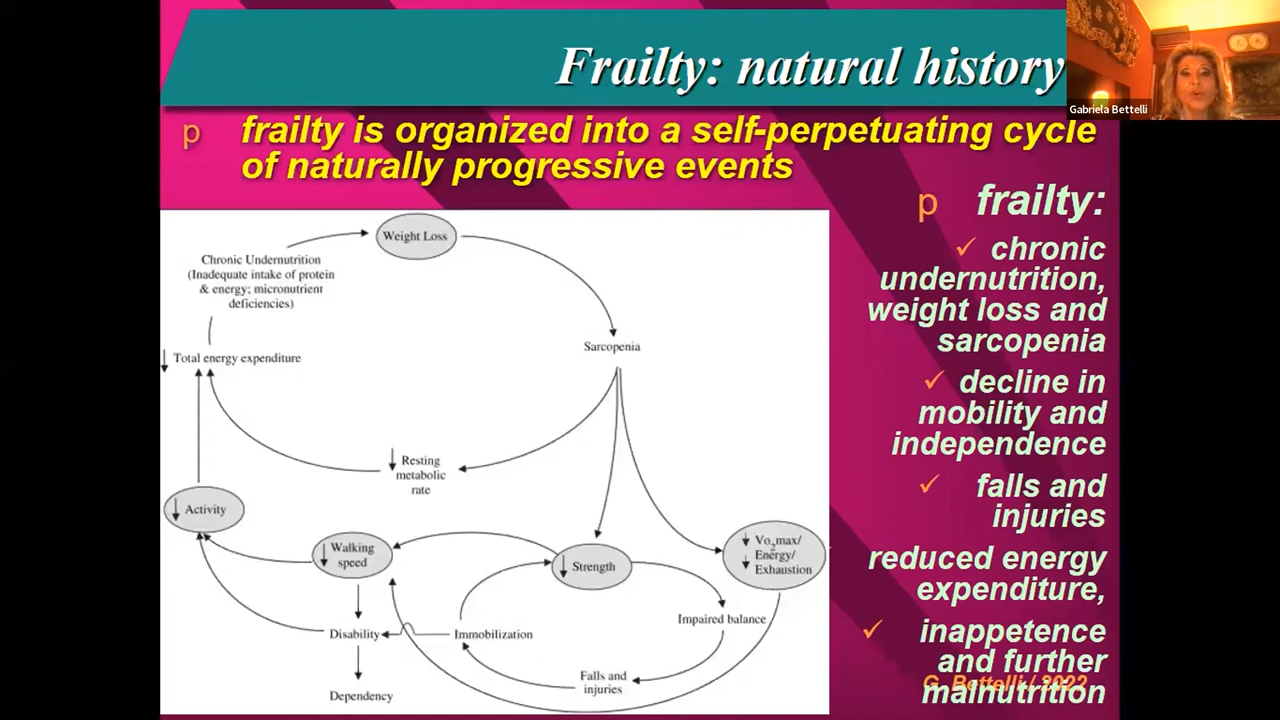 Frailty: natural history
Gabriela Bettelli
p frailty is organized into a self-perpetuating cycle
of naturally progressive events
Weight Loss
Chronic Undernutrition
(Inadequate intake of protein
& energy; micronutrient
deficiencies)
Sarcopenia
↓ Total energy expenditure
↓ Resting
metabolic
rate
↓ Activity
↓ Walking
speed
↓ Strength
↓ Vo2max/
↓ Energy/
Exhaustion
Impaired balance
Disability
Immobilization
Falls and
injuries
Dependency
p frailty:
✓ chronic
undernutrition,
weight loss and
sarcopenia
✓ decline in
mobility and
independence
✓ falls and
injuries
reduced energy
expenditure,
✓ inappetence
and further
malnutrition
G. Bettelli / 2022